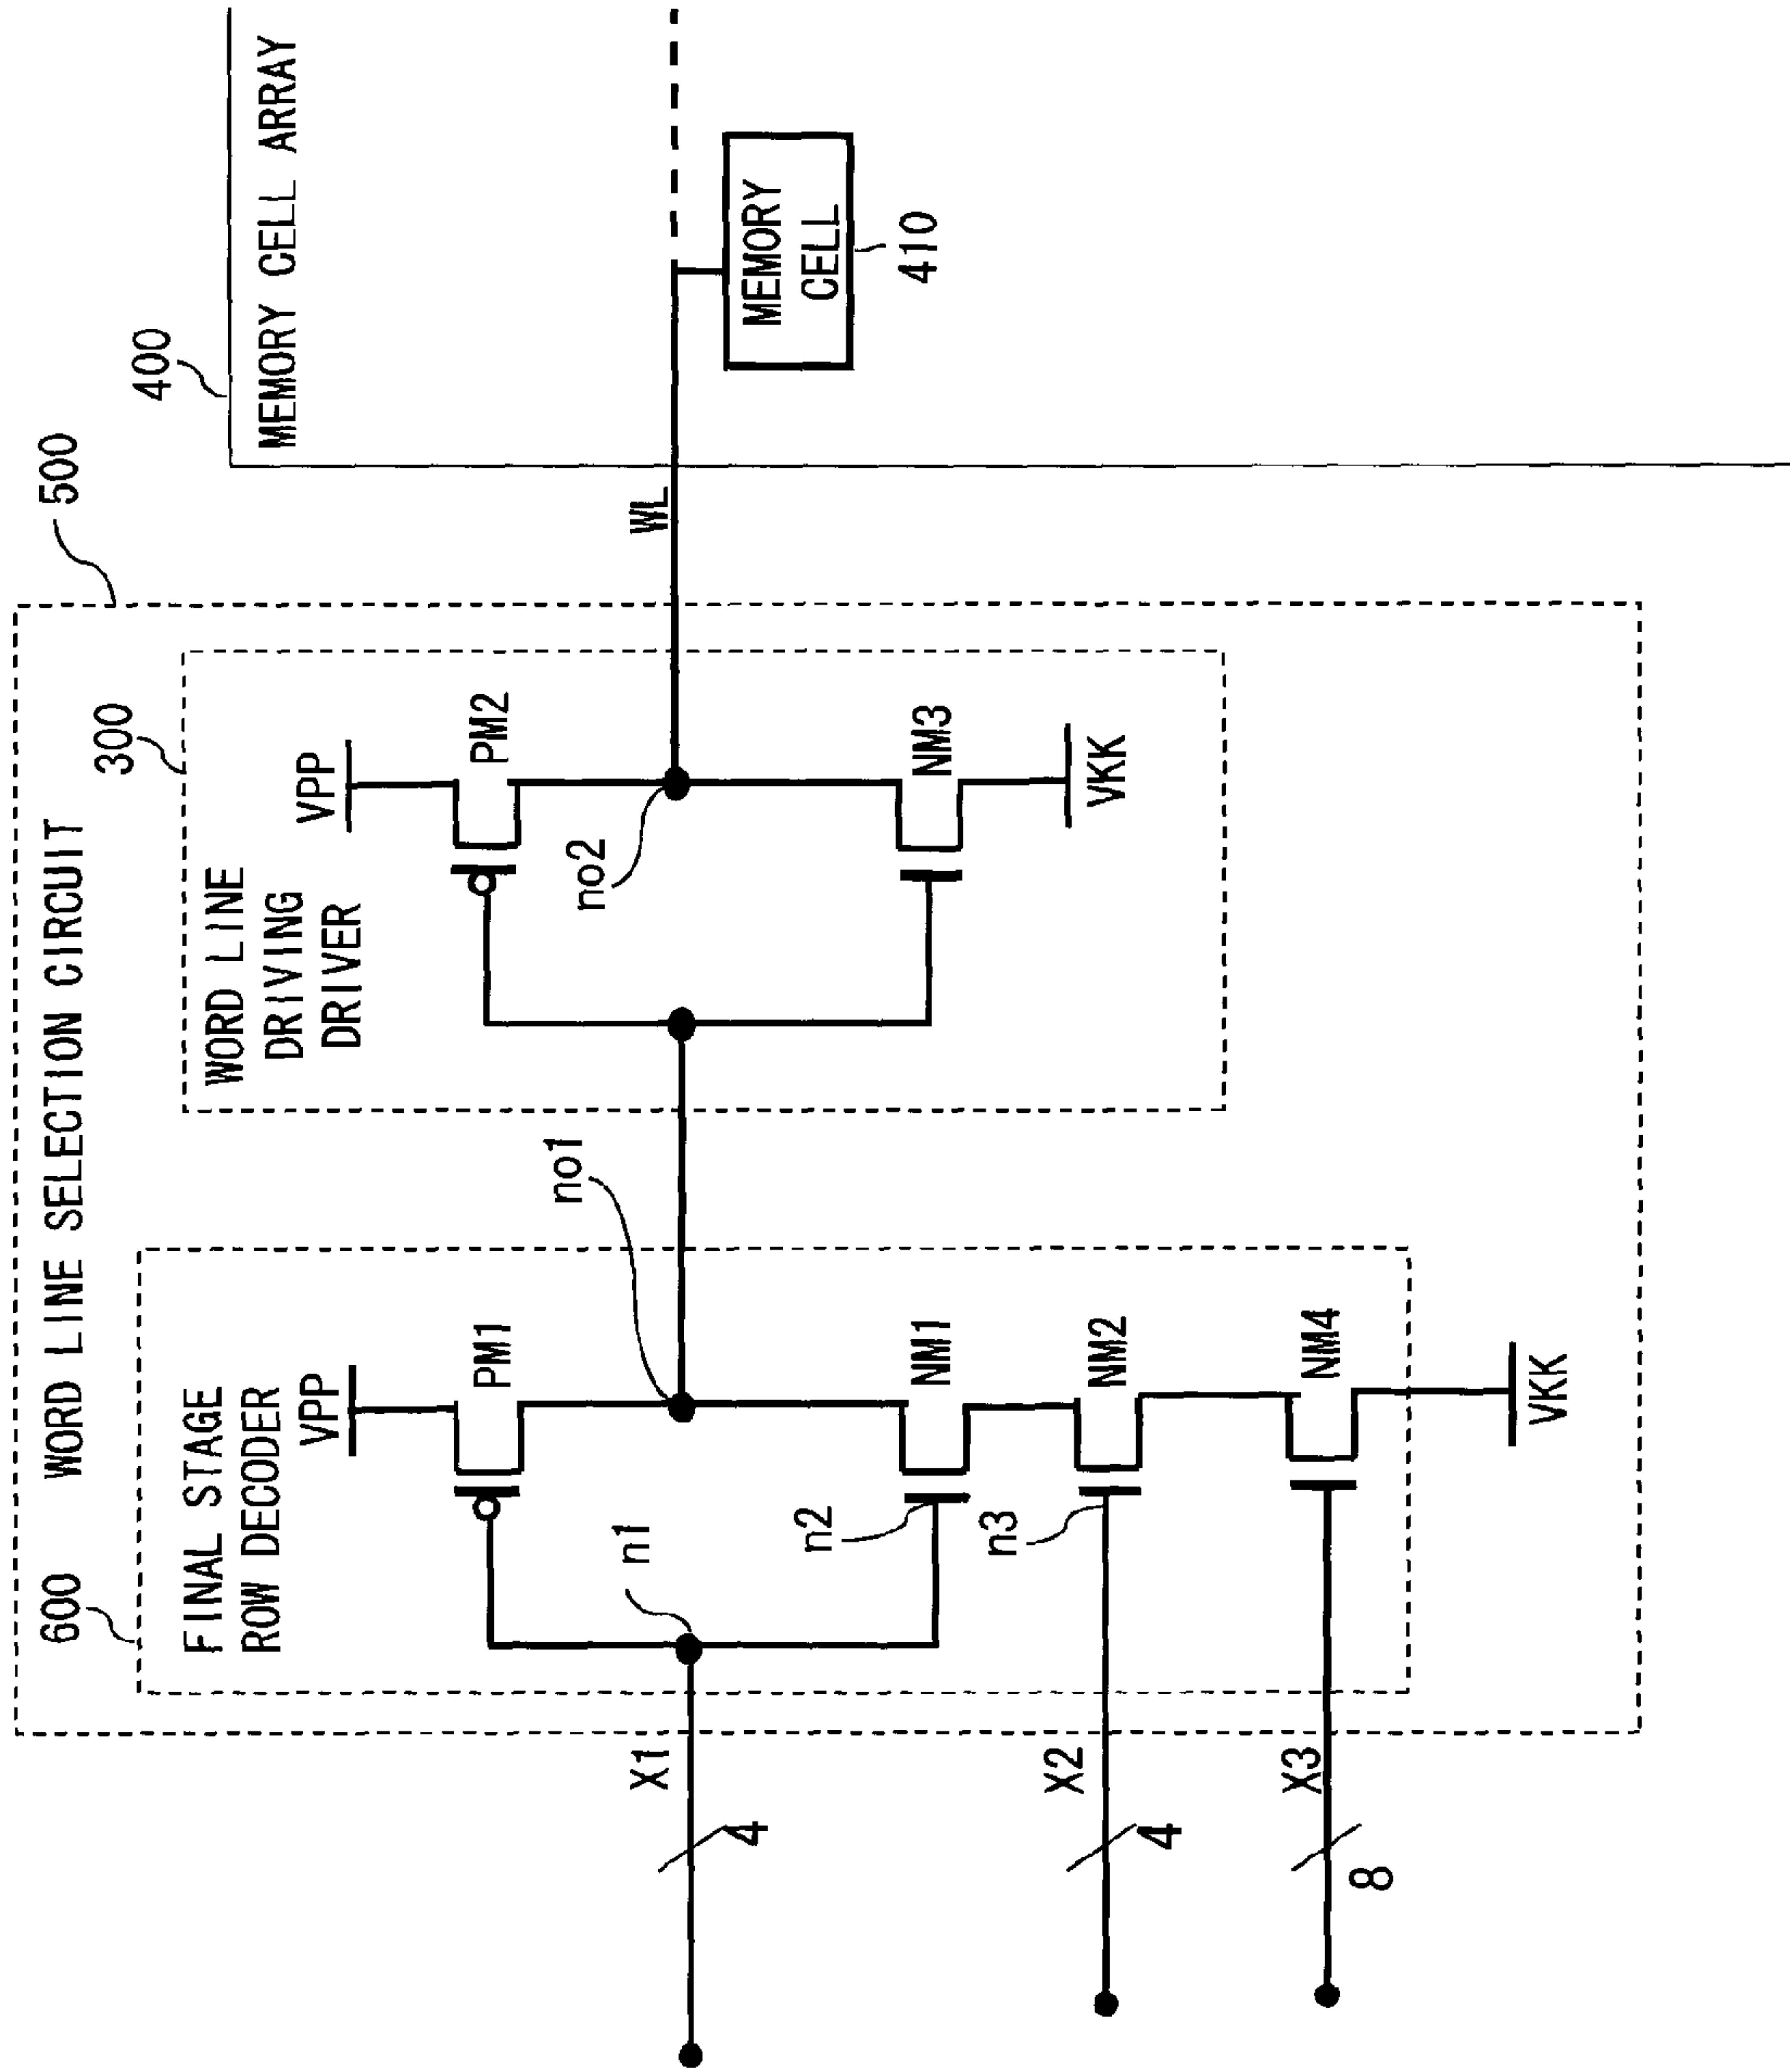 500
600
WORD LINE SELECTION CIRCUIT
400
300
FINAL STAGE
ROW DECODER
WORD LINE
DRIVING
DRIVER
MEMORY CELL ARRAY
VPP
VPP
PM1
PM2
n1
no1
no2
X1
WL
4
MEMORY
CELL
410
n2
NM1
NM3
n3
NM2
VKK
X2
4
NM4
X3
8
VKK